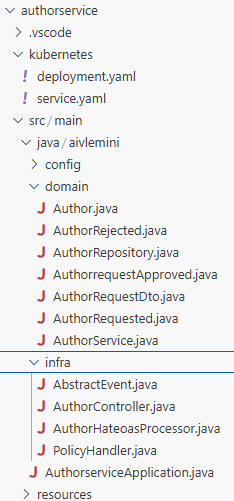 authorservice
.vscode
kubernetes
deployment.yaml
service.yaml
src / main
java / aivlemini
config
domain
Author.java
AuthorRejected.java
AuthorRepository.java
AuthorrequestApproved.java
AuthorRequestDto.java
AuthorRequested.java
AuthorService.java
infra
AbstractEvent.java
AuthorController.java
AuthorHateoasProcessor.java
PolicyHandler.java
AuthorserviceApplication.java
resources